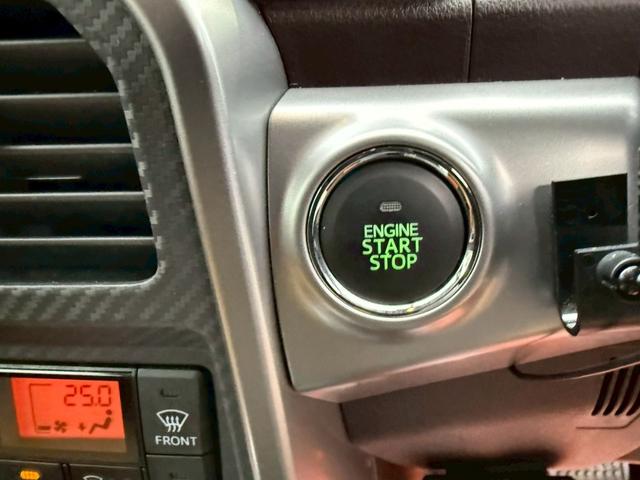 ENGINE
START
STOP
25.0
FRONT